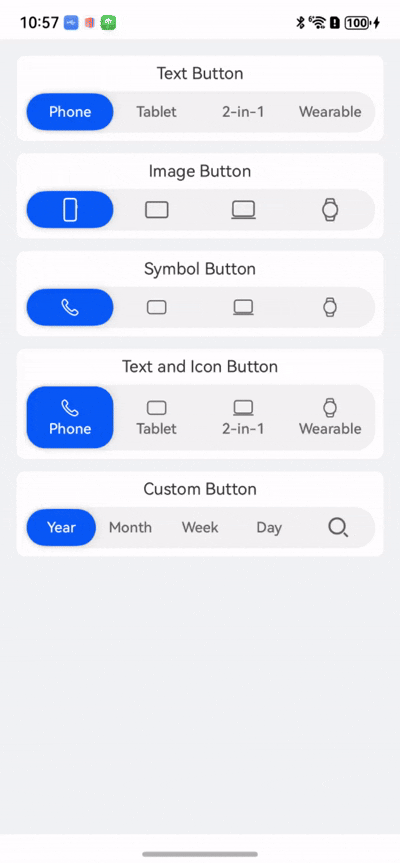 10:57 100
Text Button
Phone Tablet 2-in-1 Wearable
Image Button
Symbol Button
Text and Icon Button
Phone Tablet 2-in-1 Wearable
Custom Button
Year Month Week Day